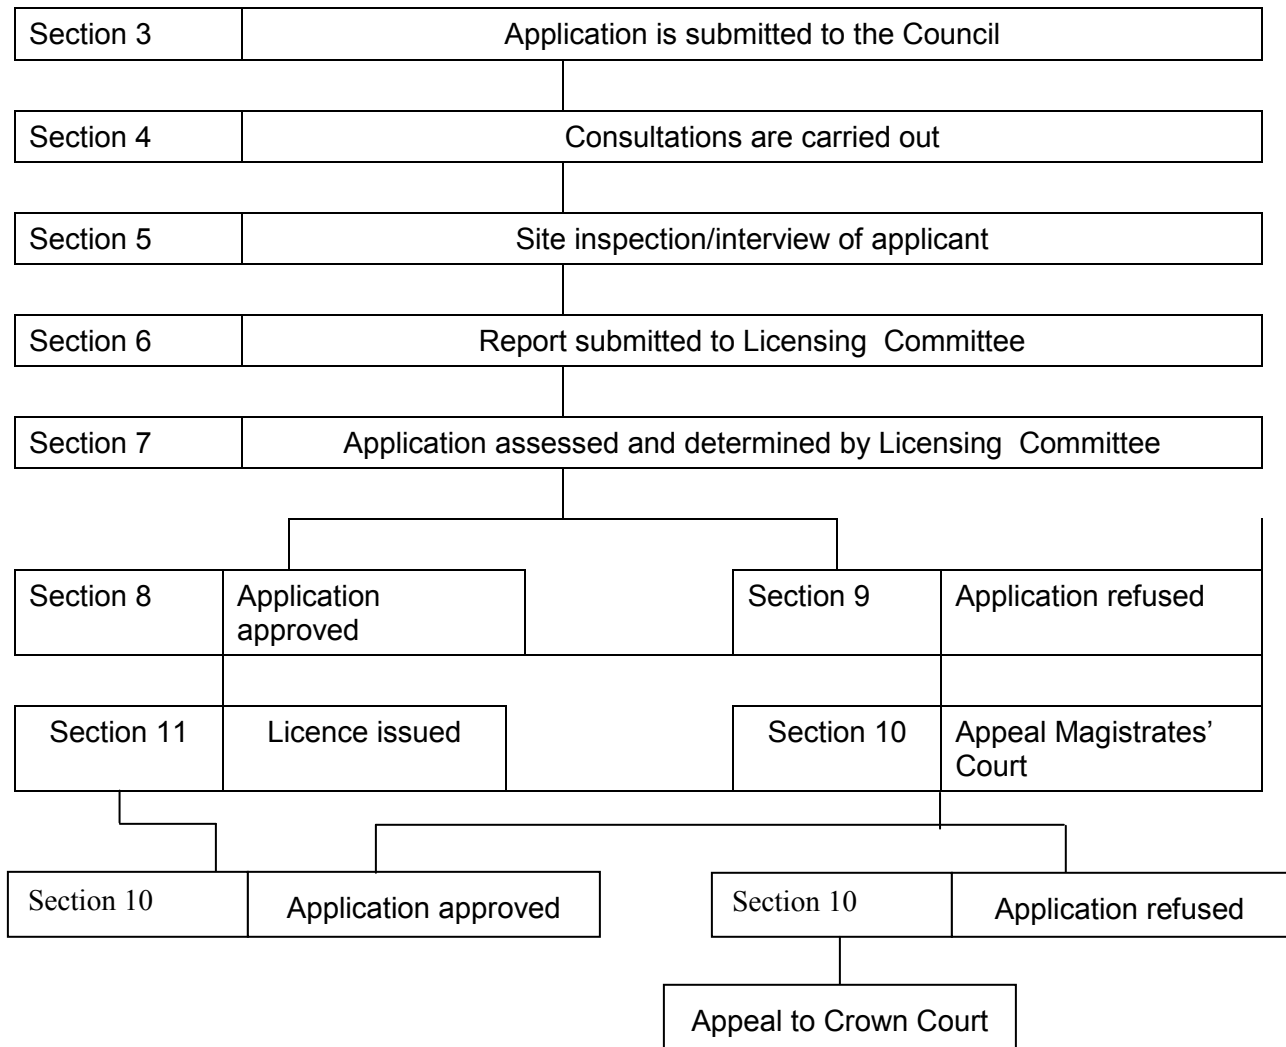 Section 3 Application is submitted to the Council
Section 4 Consultations are carried out
Section 5 Site inspection/interview of applicant
Section 6 Report submitted to Licensing Committee
Section 7 Application assessed and determined by Licensing Committee
Section 8 Application
approved
Section 9 Application refused
Section 11 Licence issued
Section 10 Appeal Magistrates’
Court
Section 10 Application approved
Section 10 Application refused
Appeal to Crown Court